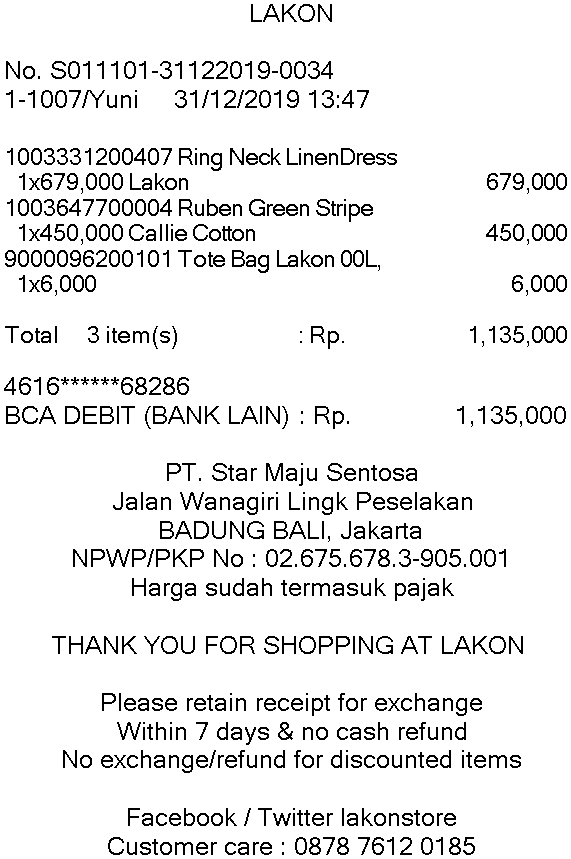 LAKON
No. S011101-31122019-0034
1-1007/Yuni 31/12/2019 13:47
1003331200407 Ring Neck LinenDress
1x679,000 Lakon 679,000
1003647700004 Ruben Green Stripe
1x450,000 Callie Cotton 450,000
9000096200101 Tote Bag Lakon 00L,
1x6,000 6,000
Total 3 item(s) : Rp. 1,135,000
4616******68286
BCA DEBIT (BANK LAIN) : Rp. 1,135,000
PT. Star Maju Sentosa
Jalan Wanagiri Lingk Peselakan
BADUNG BALI, Jakarta
NPWP/PKP No : 02.675.678.3-905.001
Harga sudah termasuk pajak
THANK YOU FOR SHOPPING AT LAKON
Please retain receipt for exchange
Within 7 days & no cash refund
No exchange/refund for discounted items
Facebook / Twitter lakonstore
Customer care : 0878 7612 0185